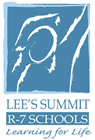 LEE'S SUMMIT
R-7 SCHOOLS
Learning for Life